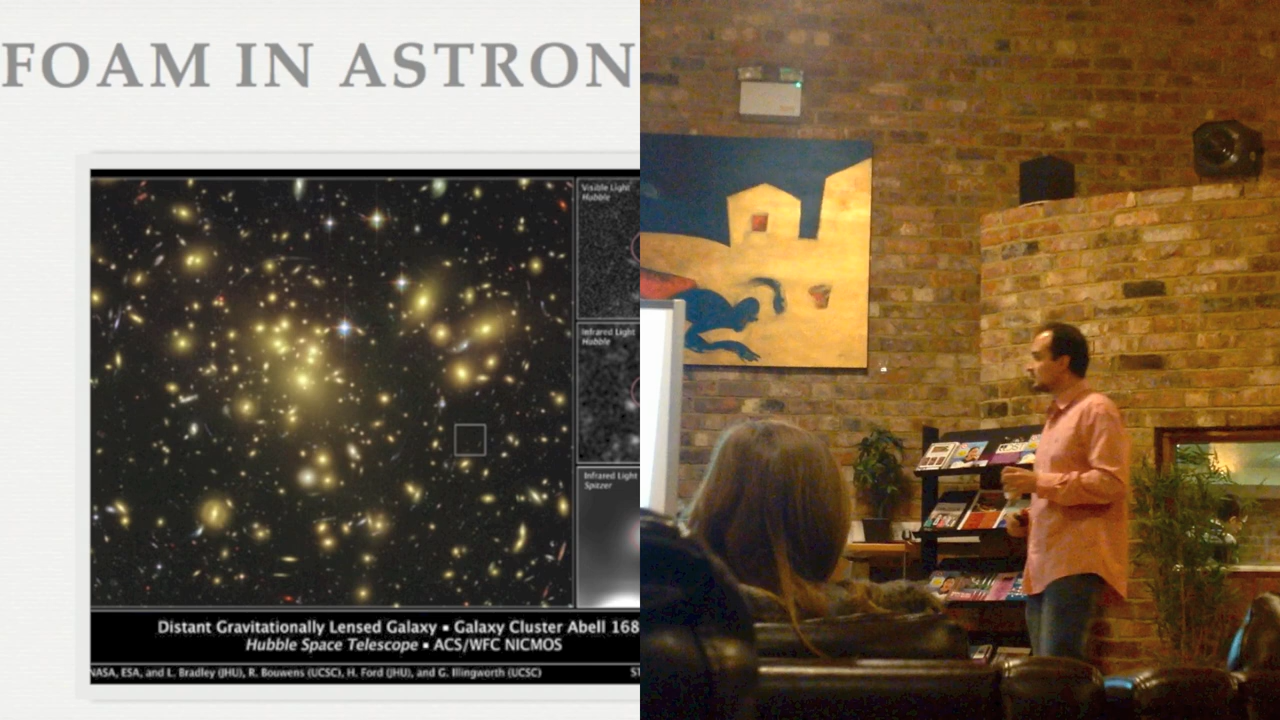 FOAM IN ASTRON
Visible Light
Hubble
Infrared Light
Hubble
Infrared Light
Spitzer
Distant Gravitationally Lensed Galaxy ▪ Galaxy Cluster Abell 168
Hubble Space Telescope ▪ ACS/WFC NICMOS
NASA, ESA, and L. Bradley (JHU), R. Bouwens (UCSC), H. Ford (JHU), and G. Illingworth (UCSC)